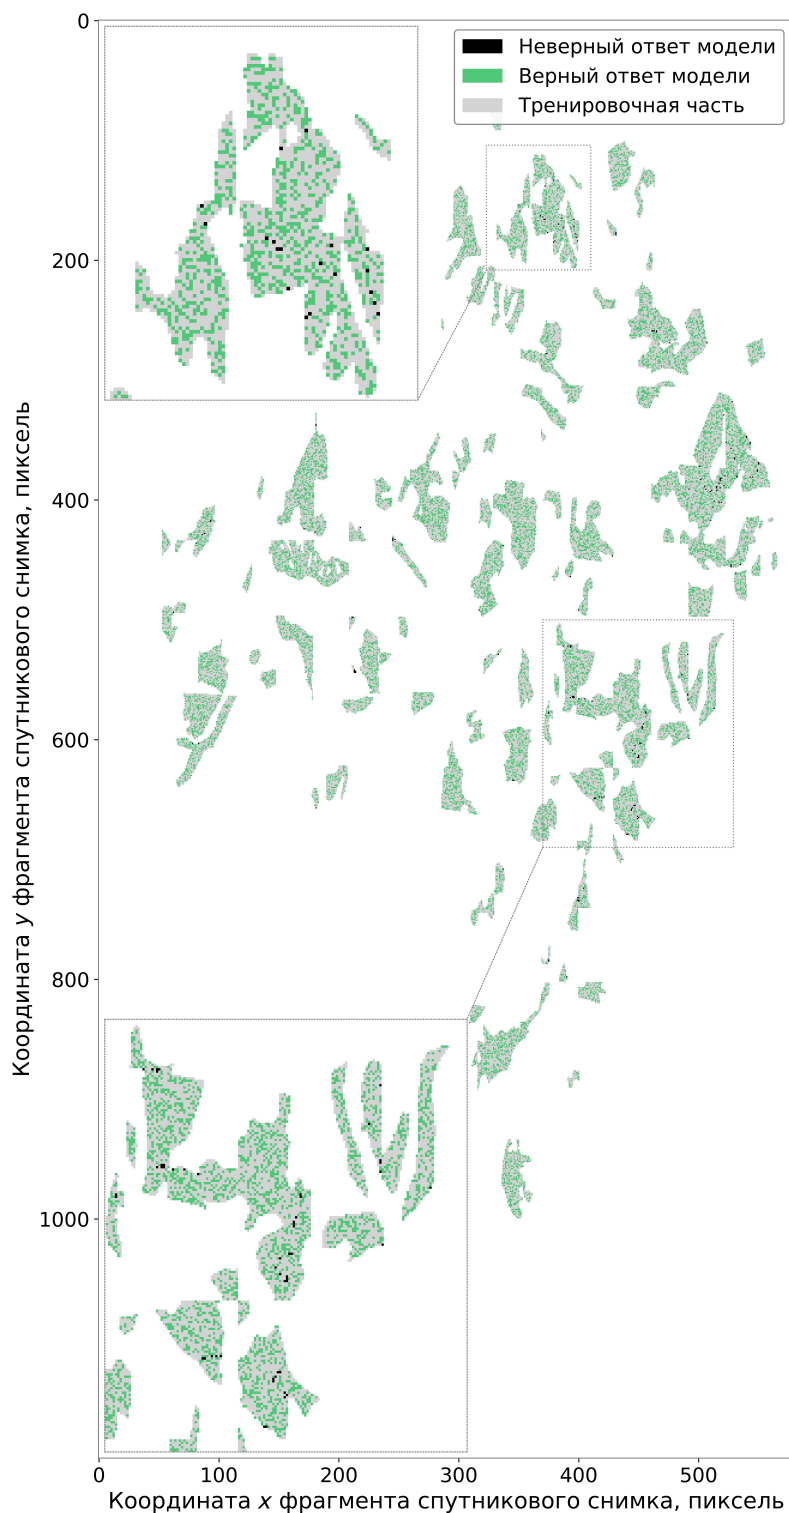 0
Неверный ответ модели
Верный ответ модели
Тренировочная часть
200
400
600
800
1000
Координата y фрагмента спутникового снимка, пиксель
0 100 200 300 400 500
Координата x фрагмента спутникового снимка, пиксель